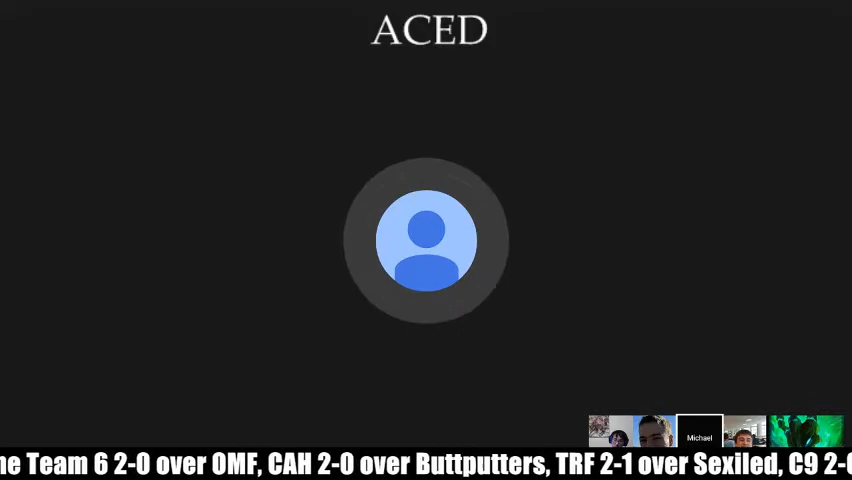 ACED
Michael
ne Team 6 2-0 over OMF, CAH 2-0 over Buttputters, TRF 2-1 over Sexiled, C9 2-0